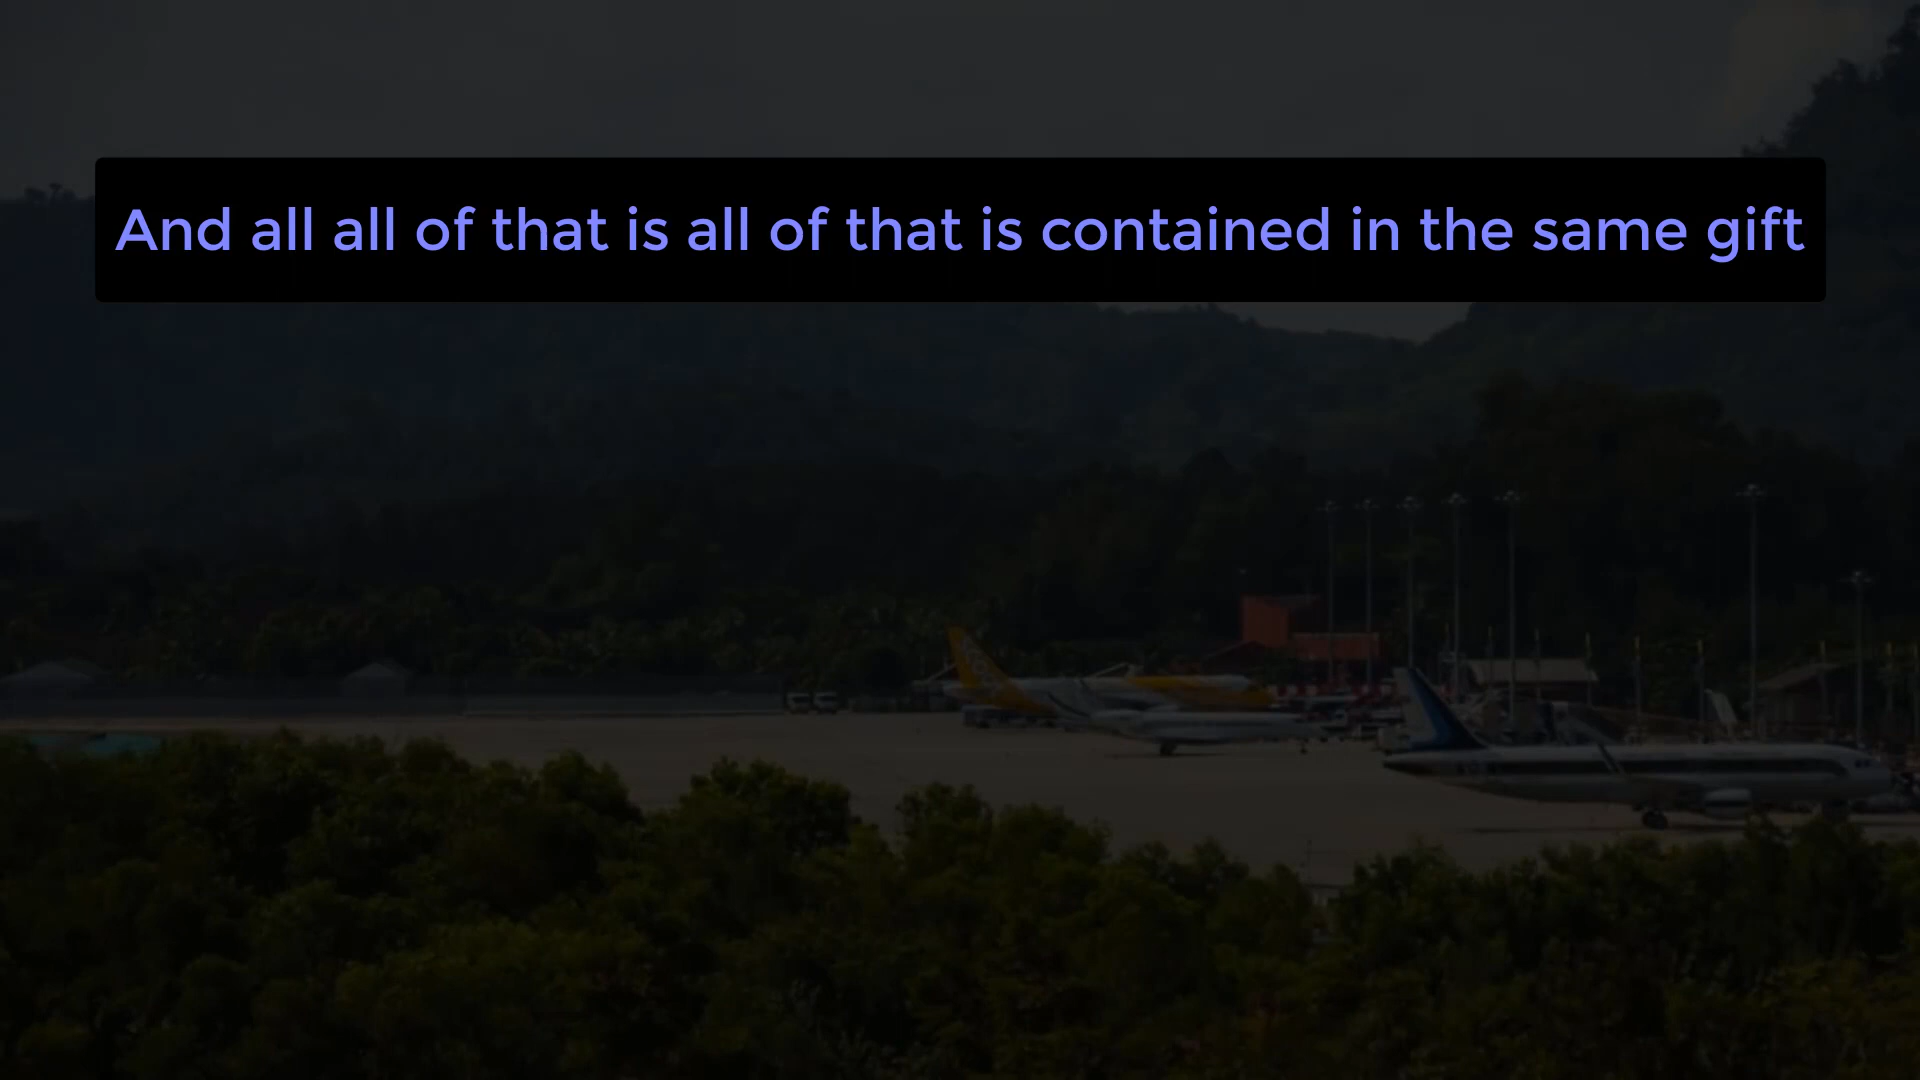 And all all of that is all of that is contained in the same gift